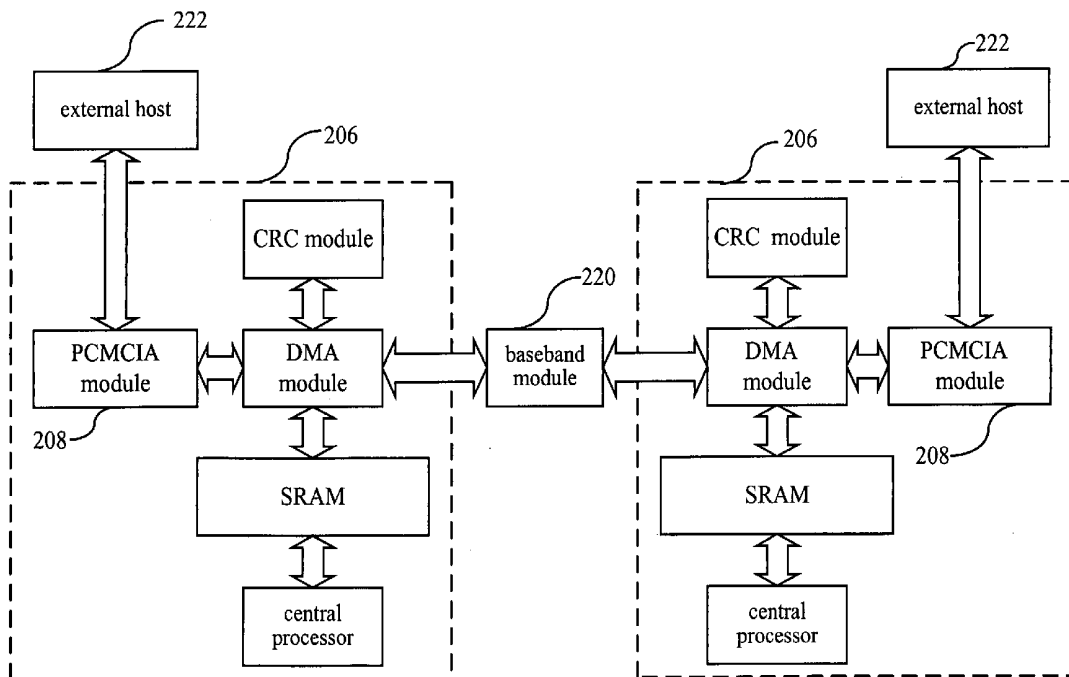 222
external host
206
CRC module
PCMCIA
module
208
DMA
module
SRAM
central
processor
220
baseband
module
222
external host
206
CRC module
DMA
module
PCMCIA
module
208
SRAM
central
processor